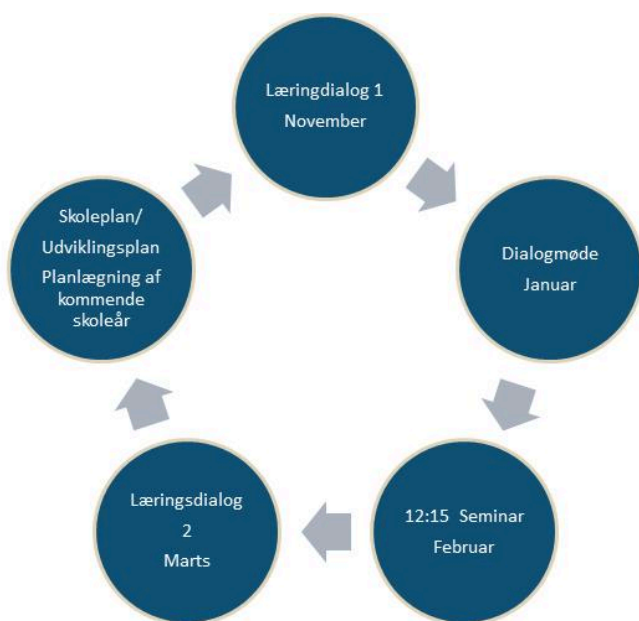 Læringdialog 1
November
Dialogmøde
Januar
12:15 Seminar
Februar
Læringsdialog
2
Marts
Skoleplan/
Udviklingsplan
Planlægning af
kommende
skoleår